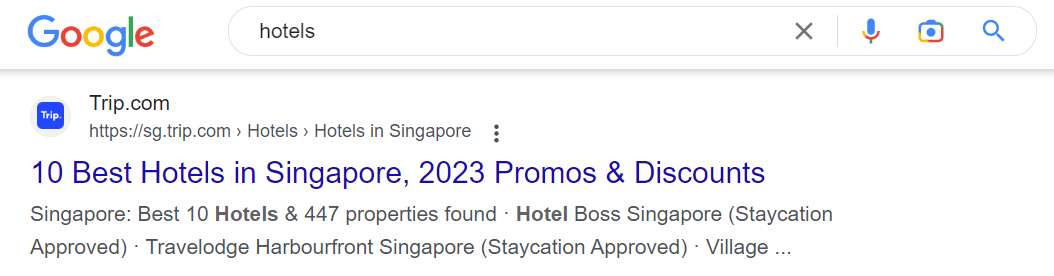 Google
hotels
Trip.
Trip.com
https://sg.trip.com › Hotels › Hotels in Singapore
10 Best Hotels in Singapore, 2023 Promos & Discounts
Singapore: Best 10 Hotels & 447 properties found · Hotel Boss Singapore (Staycation
Approved) · Travelodge Harbourfront Singapore (Staycation Approved) · Village ...